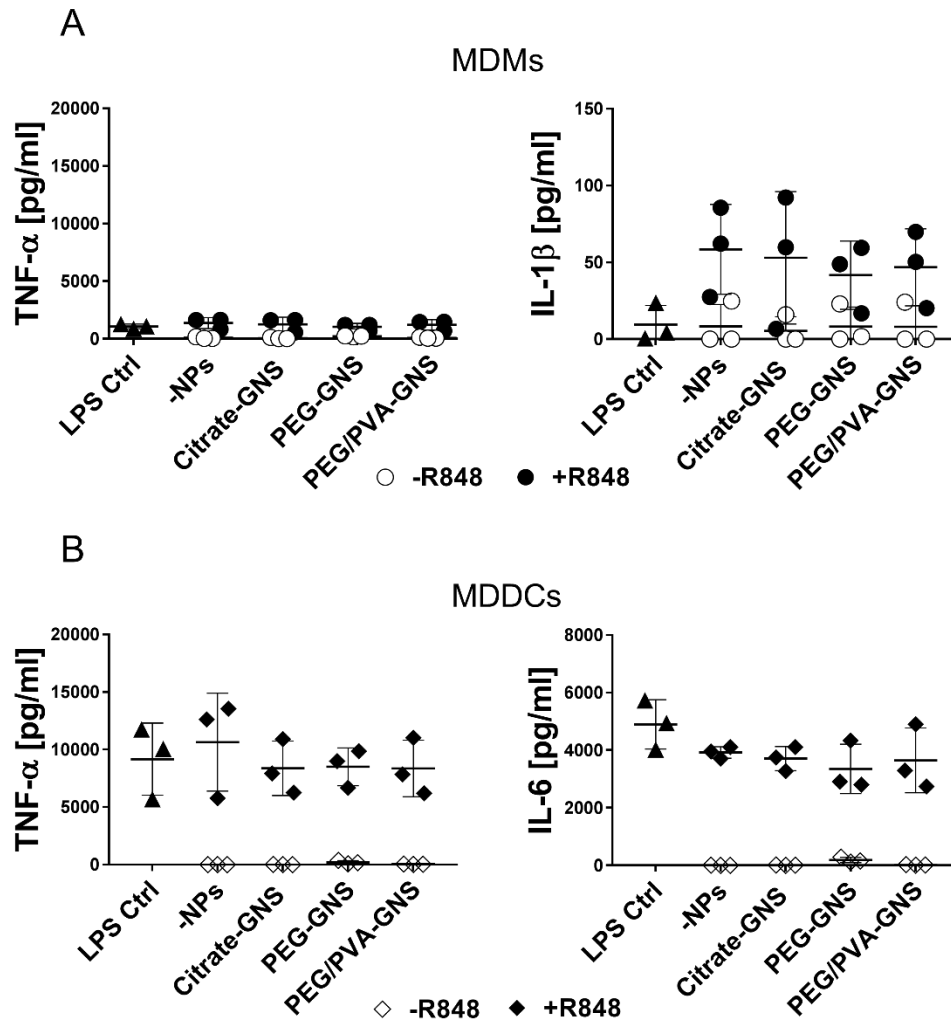 A
MDMs
TNF-α [pg/ml]
20000
15000
10000
5000
0
LPS Ctrl
-NPs
Citrate-GNS
PEG-GNS
PEG/PVA-GNS
IL-1β [pg/ml]
150
100
50
0
LPS Ctrl
-NPs
Citrate-GNS
PEG-GNS
PEG/PVA-GNS
-R848 +R848
B
MDDCs
TNF-α [pg/ml]
20000
15000
10000
5000
0
LPS Ctrl
-NPs
Citrate-GNS
PEG-GNS
PEG/PVA-GNS
IL-6 [pg/ml]
8000
6000
4000
2000
0
LPS Ctrl
-NPs
Citrate-GNS
PEG-GNS
PEG/PVA-GNS
-R848 +R848